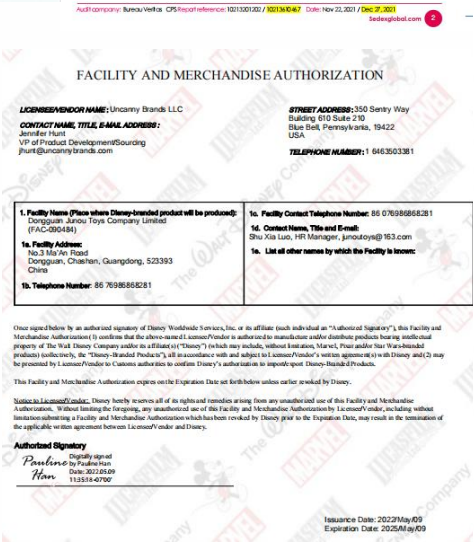 Audit company: Bureau Veritas CPS Report reference: 10213201202 / 10213610467 Date: Nov 22, 2021 / Dec 27, 2021
Sedexglobal.com 2
FACILITY AND MERCHANDISE AUTHORIZATION
LICENSEE/VENDOR NAME: Uncanny Brands LLC
CONTACT NAME, TITLE, E-MAIL ADDRESS:
Jennifer Hunt
VP of Product Development/Sourcing
jhunt@uncannybrands.com
STREET ADDRESS: 350 Sentry Way
Building 610 Suite 210
Blue Bell, Pennsylvania, 19422
USA
TELEPHONE NUMBER: 1 6463503381
1. Facility Name (Place where Disney-branded product will be produced):
Dongguan Junou Toys Company Limited
(FAC-090484)
1a. Facility Address:
No.3 Ma'An Road
Dongguan, Chashan, Guangdong, 523393
China
1b. Telephone Number: 86 76986868281
1c. Facility Contact Telephone Number: 86 076986868281
1d. Contact Name, Title and E-mail:
Shu Xia Luo, HR Manager, junoutoys@163.com
1e. List all other names by which the Facility is known:
Once signed below by an authorized signatory of Disney Worldwide Services, Inc. or its affiliate (each individual an "Authorized Signatory"), this Facility and
Merchandise Authorization (1) confirms that the above-named Licensee/Vendor is authorized to manufacture and/or distribute products bearing intellectual
property of The Walt Disney Company and/or its affiliate(s) ("Disney") (which may include, without limitation, Marvel, Pixar and/or Star Wars-branded
products) (collectively, the "Disney-Branded Products"), all in accordance with and subject to Licensee/Vendor's written agreement(s) with Disney and (2) may
be presented by Licensee/Vendor to Customs authorities to confirm Disney's authorization to import/export Disney-Branded Products.
This Facility and Merchandise Authorization expires on the Expiration Date set forth below unless earlier revoked by Disney.
Notice to Licensee/Vendor: Disney hereby reserves all of its rights and remedies arising from any unauthorized use of this Facility and Merchandise
Authorization. Without limiting the foregoing, any unauthorized use of this Facility and Merchandise Authorization by Licensee/Vendor, including without
limitation submitting a Facility and Merchandise Authorization which has been revoked by Disney prior to the Expiration Date, may result in the termination of
the applicable written agreement between Licensee/Vendor and Disney.
Authorized Signatory
Pauline
Han
Digitally signed
by Pauline Han
Date: 2022.05.09
11:35:18 -07'00'
Issuance Date: 2022/May/09
Expiration Date: 2025/May/09